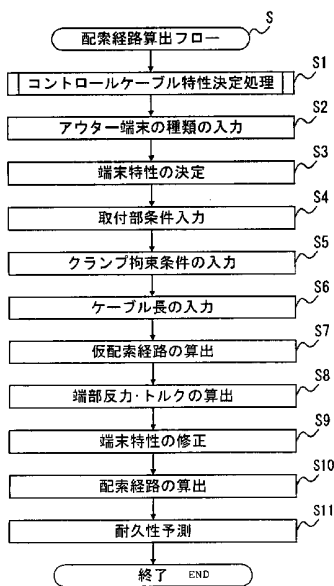 配索経路算出フロー
S
コントロールケーブル特性決定処理
S1
アウター端末の種類の入力
S2
端末特性の決定
S3
取付部条件入力
S4
クランプ拘束条件の入力
S5
ケーブル長の入力
S6
仮配索経路の算出
S7
端部反力・トルクの算出
S8
端末特性の修正
S9
配索経路の算出
S10
耐久性予測
S11
終了 END